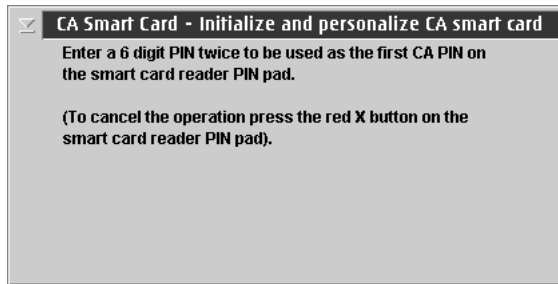 CA Smart Card - Initialize and personalize CA smart card
Enter a 6 digit PIN twice to be used as the first CA PIN on
the smart card reader PIN pad.
(To cancel the operation press the red X button on the
smart card reader PIN pad).